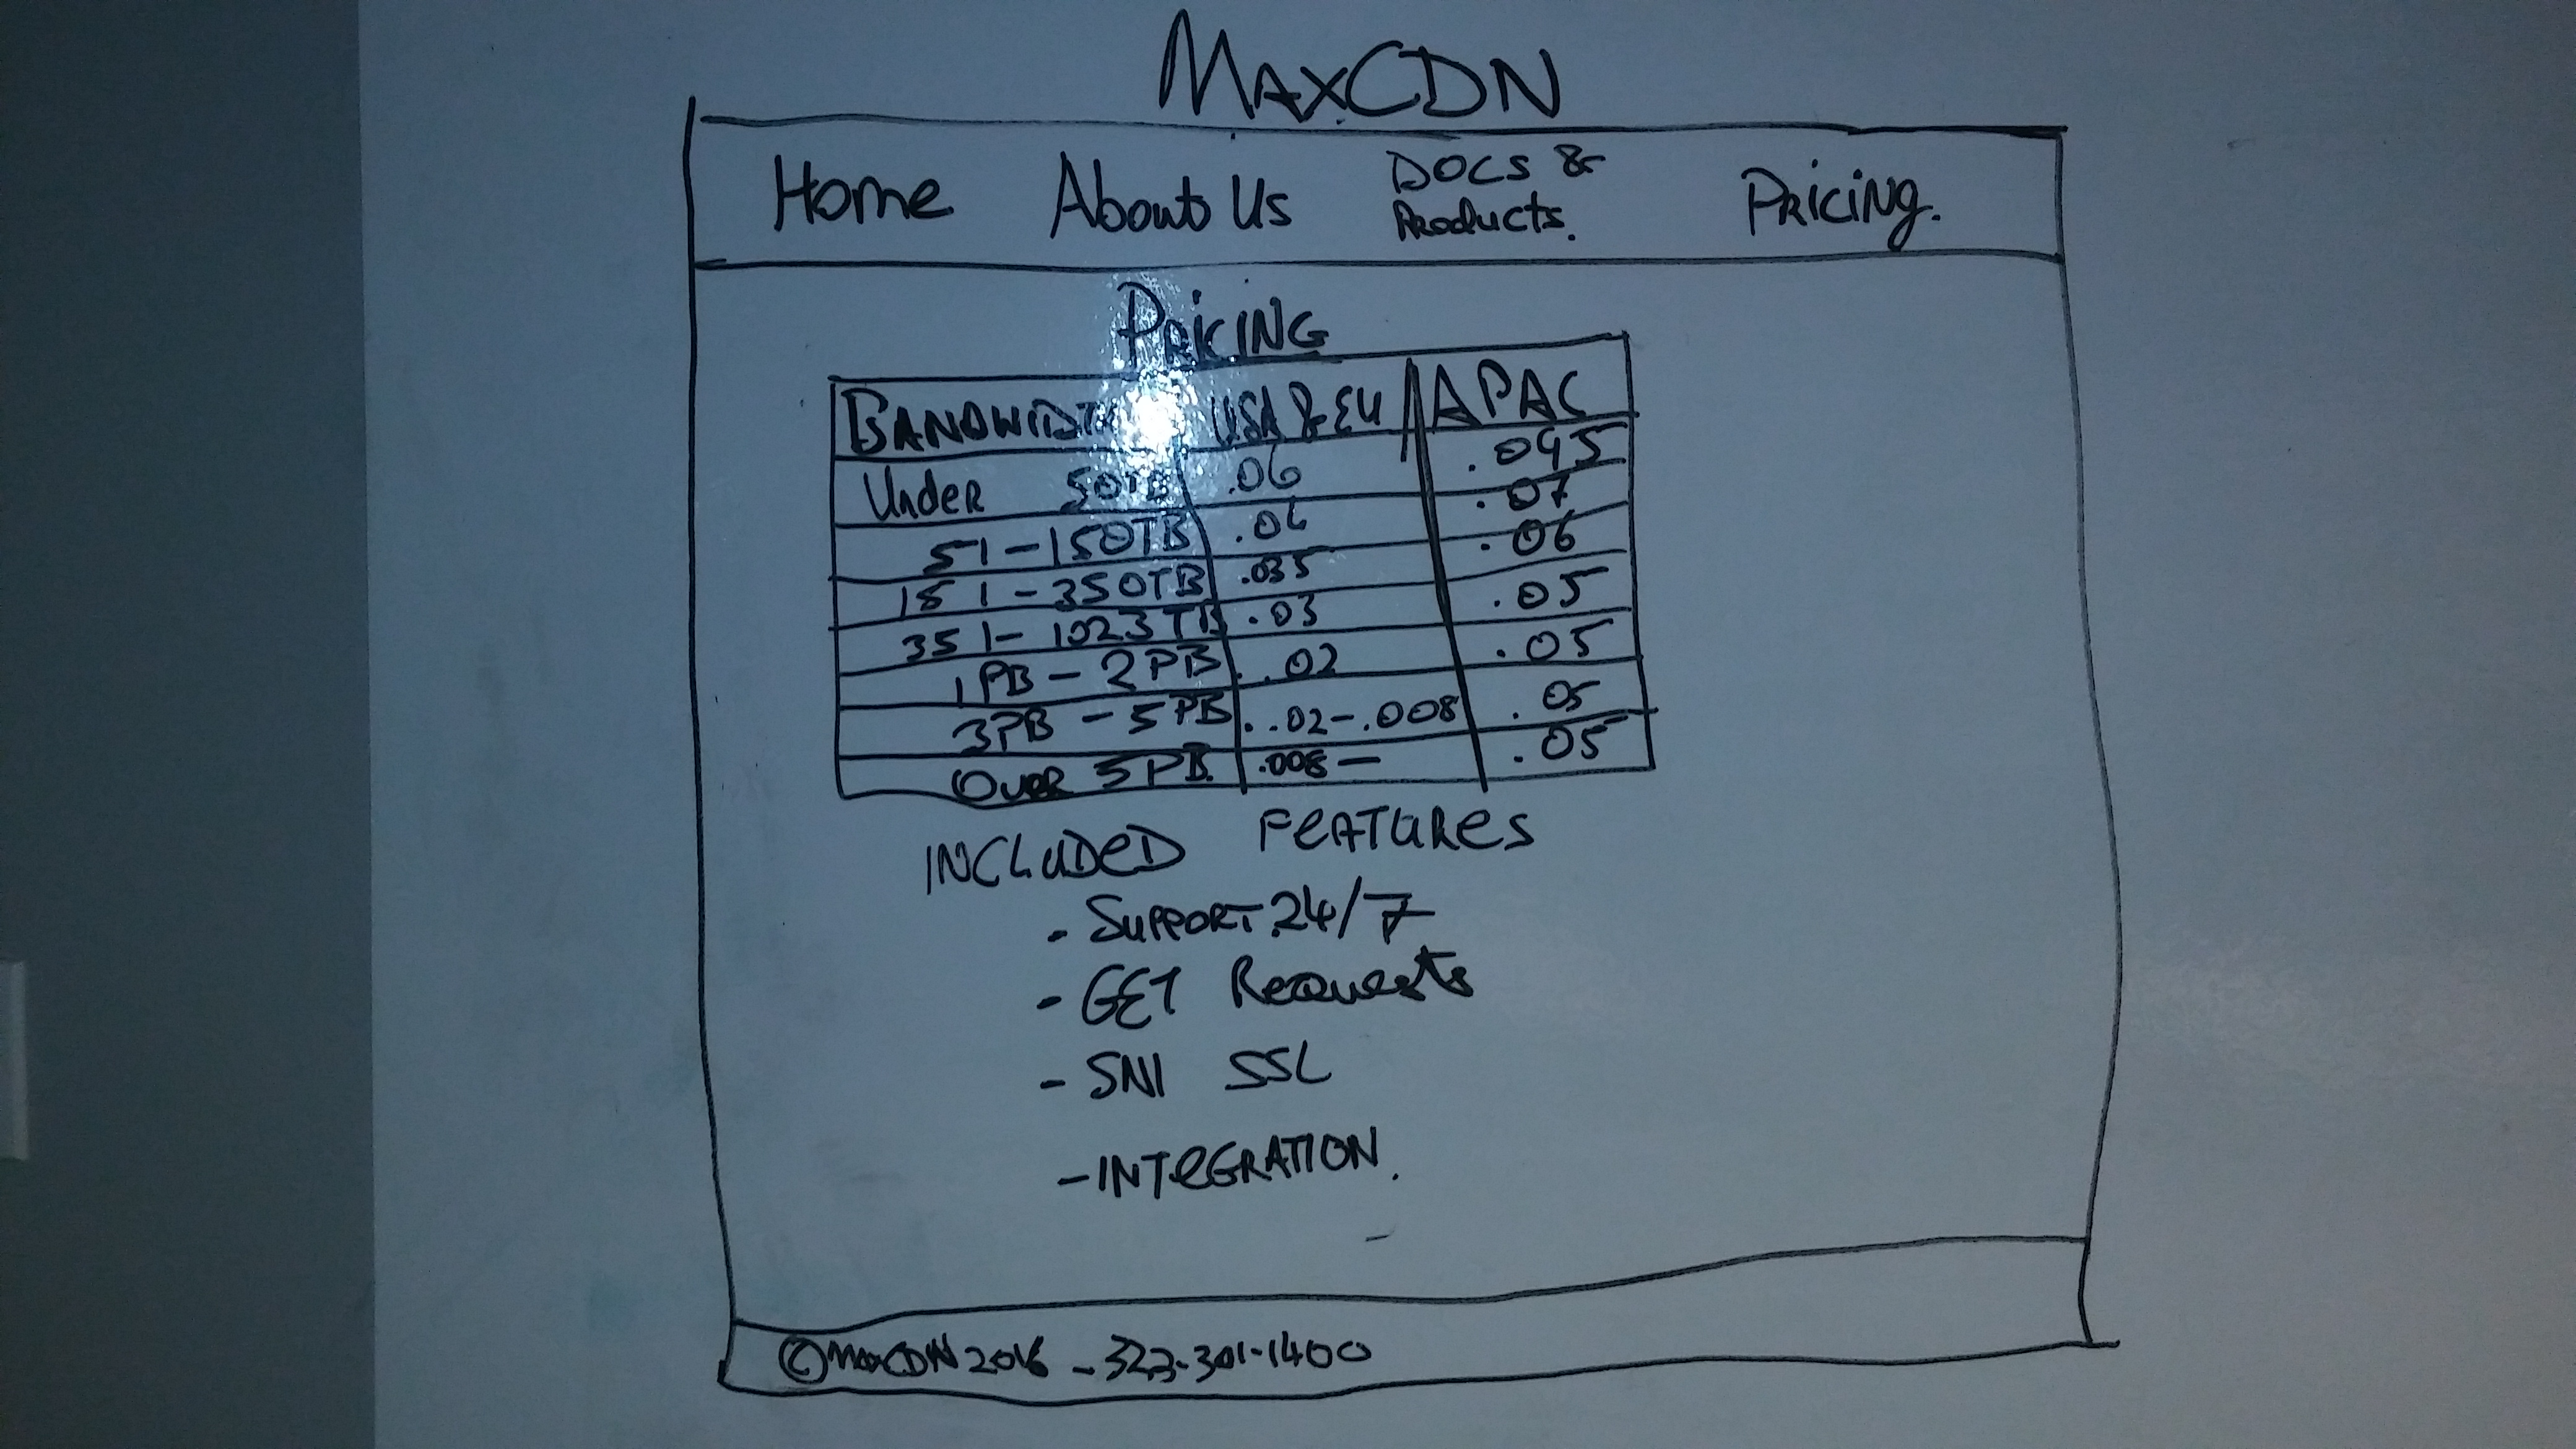 MAXCDN
Home About Us DOCS & Products. Pricing.
PRICING
BANDWIDTH USA & EU APAC
Under 50TB .06 .095
51-150TB .04 .07
151-350TB .035 .06
351-1023TB .03 .05
1PB-2PB .02 .05
3PB-5PB ..02-.008 .05
Over 5PB. .008- .05
INCLUDED FEATURES
- SUPPORT 24/7
- GET Requests
- SNI SSL
- INTEGRATION.
© MAXCDN 2016 - 323-301-1400